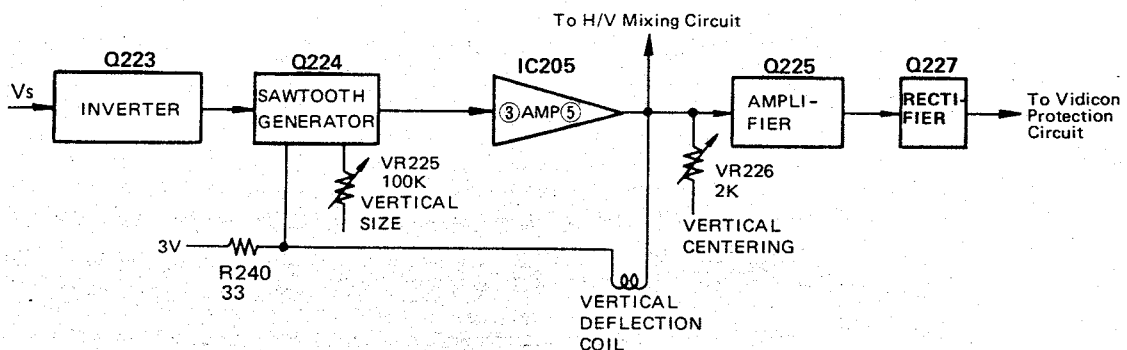 To H/V Mixing Circuit
Q223
Q224
IC205
Q225
Q227
Vs
INVERTER
SAWTOOTH
GENERATOR
③AMP⑤
AMPLI-
FIER
RECTI-
FIER
To Vidicon
Protection
Circuit
VR225
100K
VERTICAL
SIZE
VR226
2K
VERTICAL
CENTERING
3V
R240
33
VERTICAL
DEFLECTION
COIL